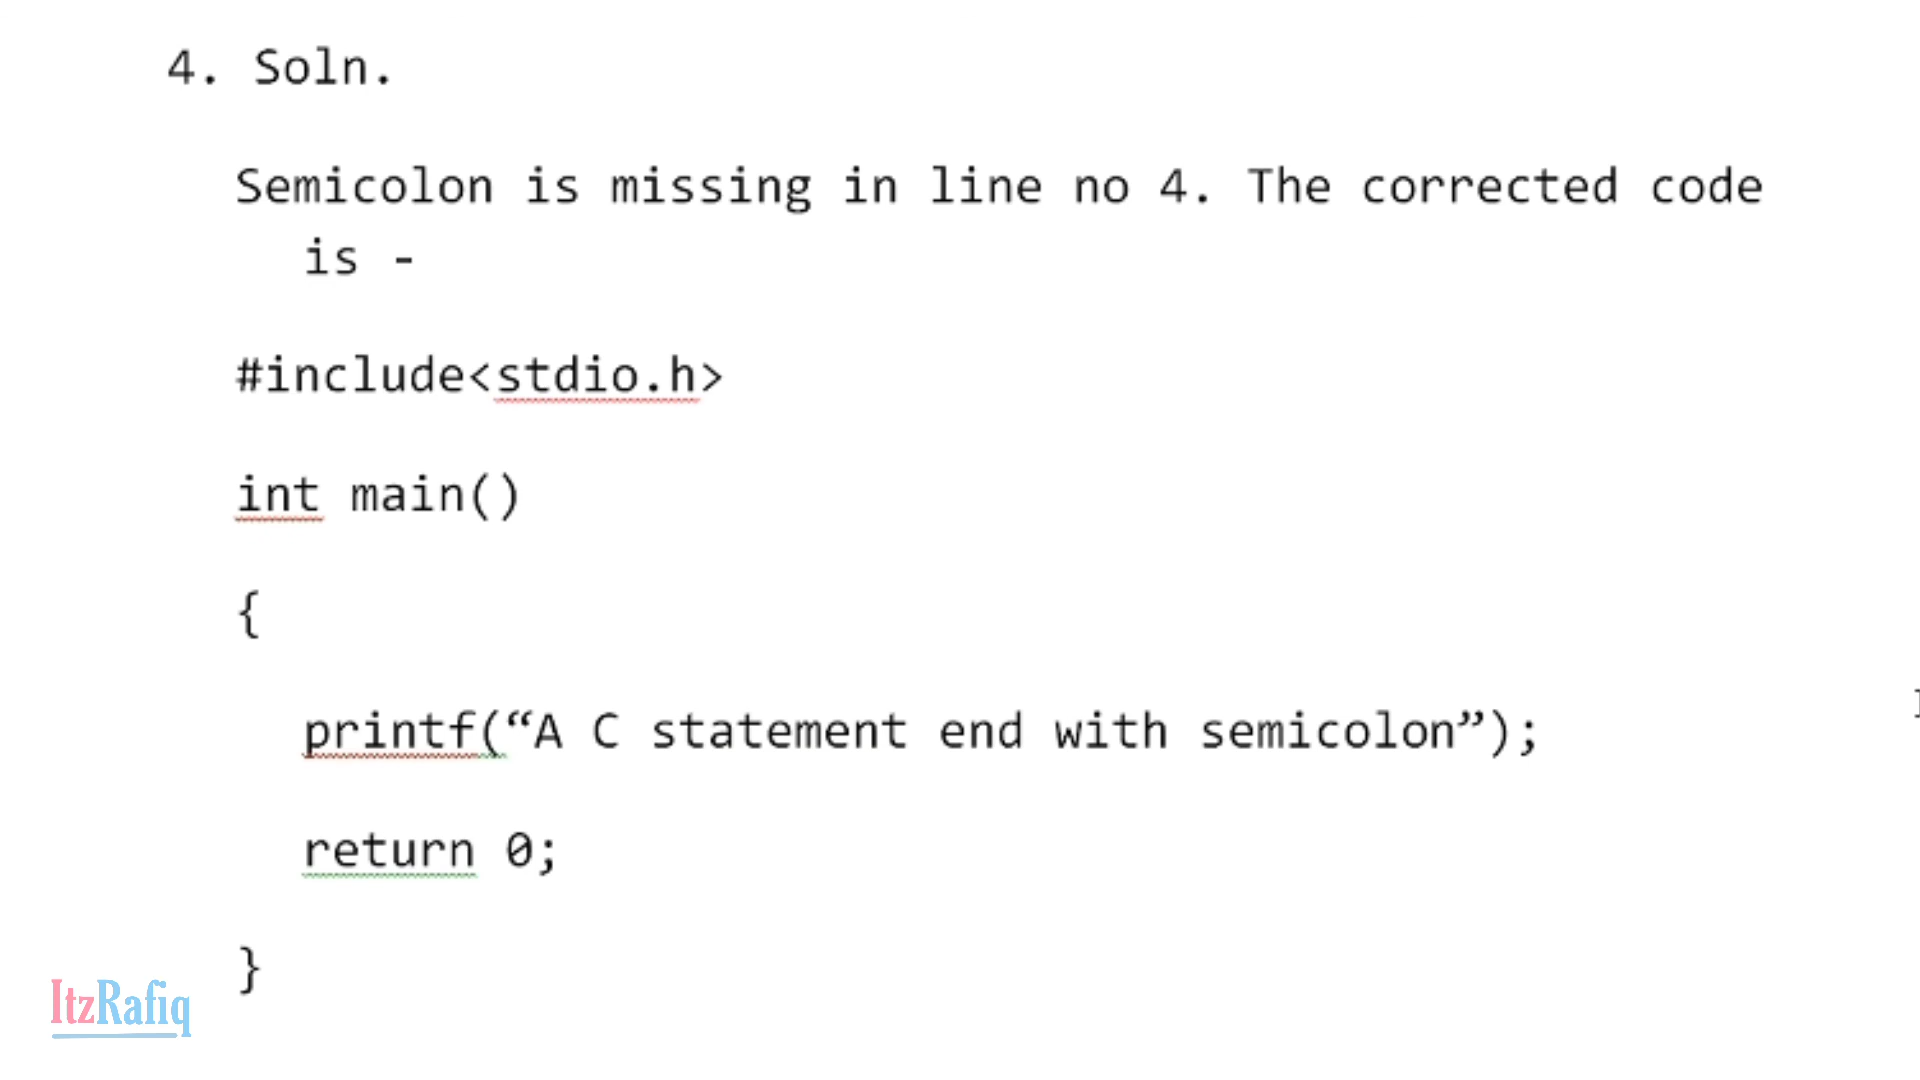 4. Soln.
Semicolon is missing in line no 4. The corrected code
is -
#include<stdio.h>
int main()
{
printf(“A C statement end with semicolon”);
return 0;
}
ItzRafiq